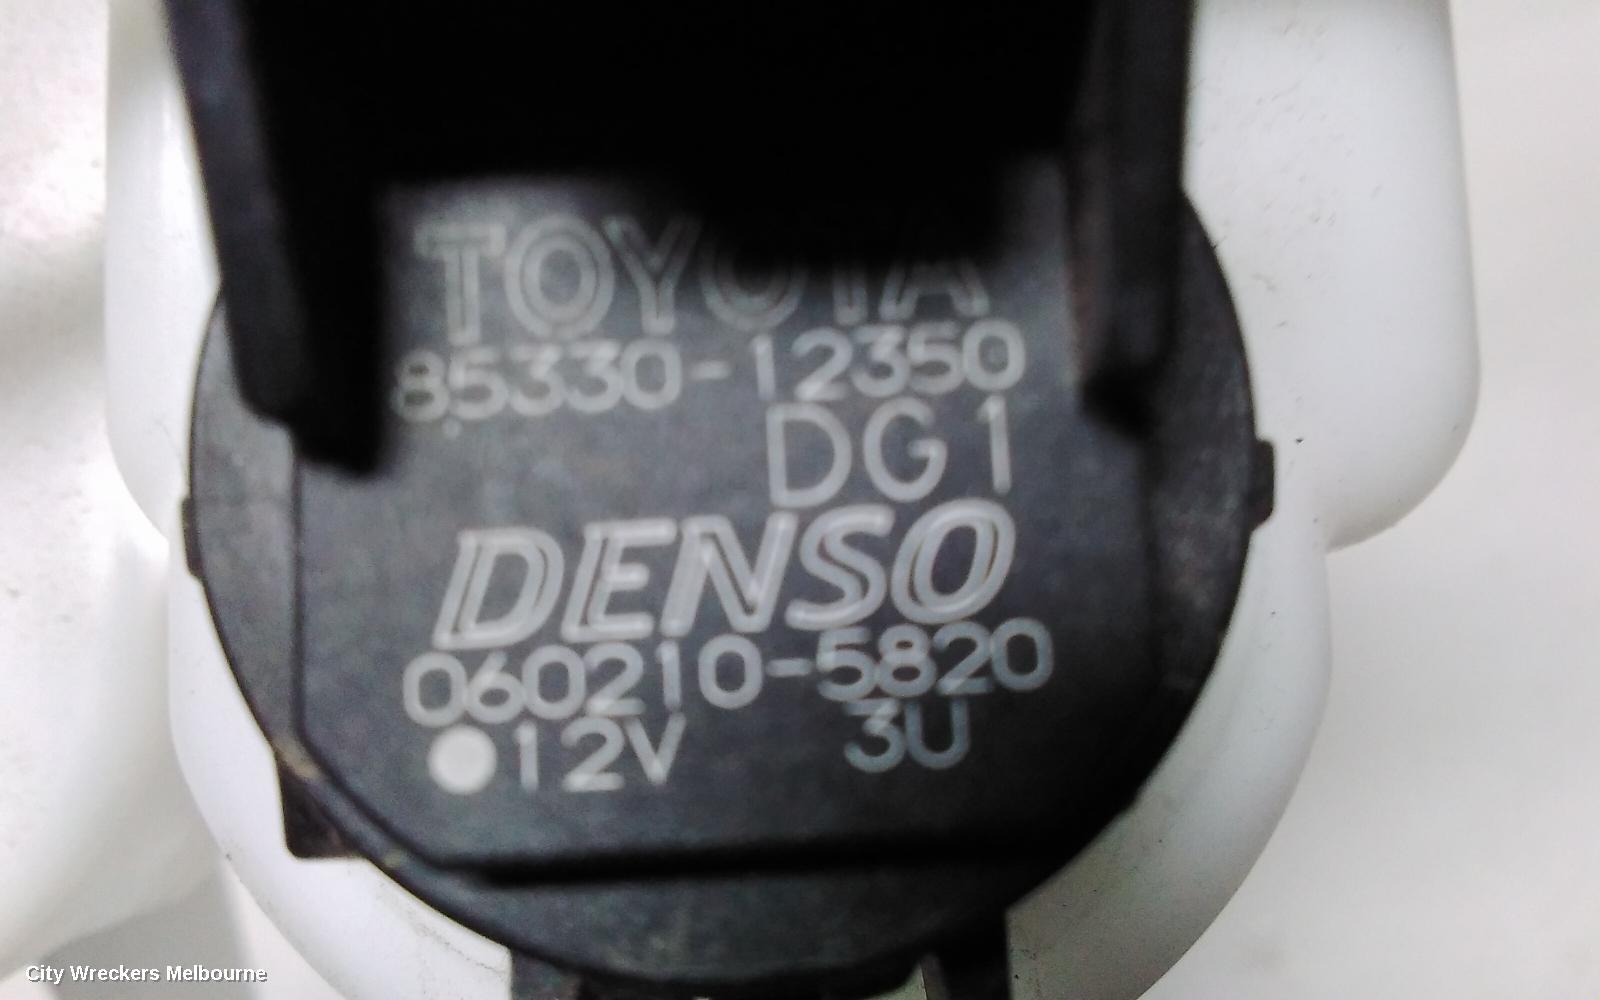 TOYOTA
85330-12350
DG1
DENSO
060210-5820
12V 3U
City Wreckers Melbourne